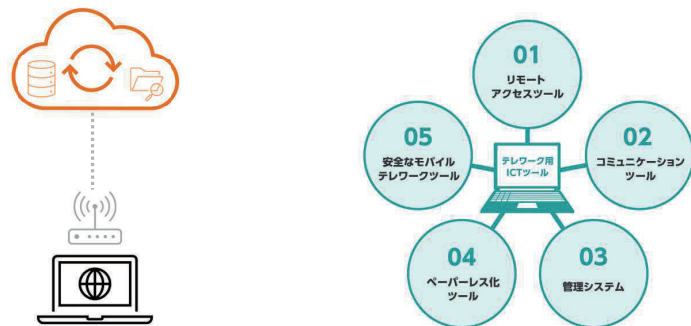 01
リモート
アクセスツール
02
コミュニケーション
ツール
03
管理システム
04
ペーパーレス化
ツール
05
安全なモバイル
テレワークツール
テレワーク用
ICTツール